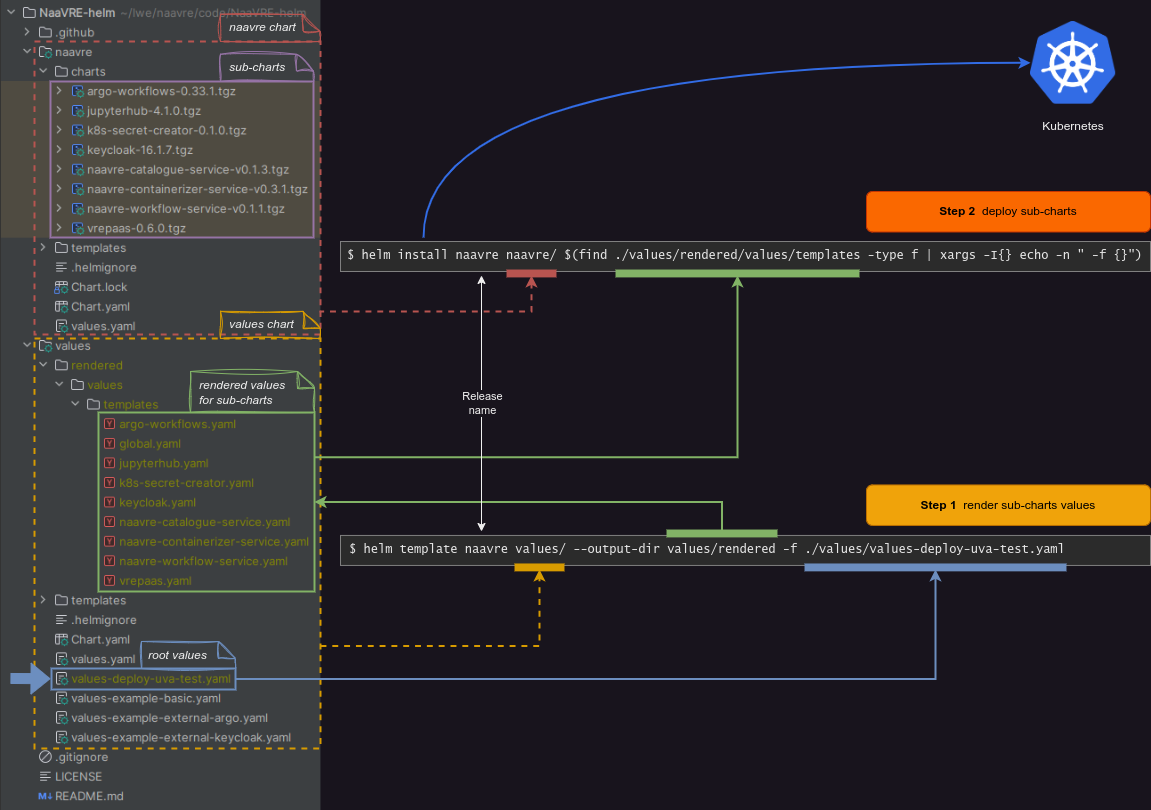 NaaVRE-helm ~/lwe/naavre/code/NaaVRE-helm
naavre chart
.github
naavre
sub-charts
charts
argo-workflows-0.33.1.tgz
jupyterhub-4.1.0.tgz
k8s-secret-creator-0.1.0.tgz
keycloak-16.1.7.tgz
naavre-catalogue-service-v0.1.3.tgz
naavre-containerizer-service-v0.3.1.tgz
naavre-workflow-service-v0.1.1.tgz
vrepaas-0.6.0.tgz
templates
.helmignore
Chart.lock
Chart.yaml
values.yaml
values chart
values
rendered
values
rendered values
for sub-charts
templates
argo-workflows.yaml
global.yaml
jupyterhub.yaml
k8s-secret-creator.yaml
keycloak.yaml
naavre-catalogue-service.yaml
naavre-containerizer-service.yaml
naavre-workflow-service.yaml
vrepaas.yaml
templates
.helmignore
Chart.yaml
values.yaml
root values
values-deploy-uva-test.yaml
values-example-basic.yaml
values-example-external-argo.yaml
values-example-external-keycloak.yaml
.gitignore
LICENSE
M↓ README.md
Kubernetes
Step 2 deploy sub-charts
$ helm install naavre naavre/ $(find ./values/rendered/values/templates -type f | xargs -I{} echo -n " -f {}")
Release
name
Step 1 render sub-charts values
$ helm template naavre values/ --output-dir values/rendered -f ./values/values-deploy-uva-test.yaml